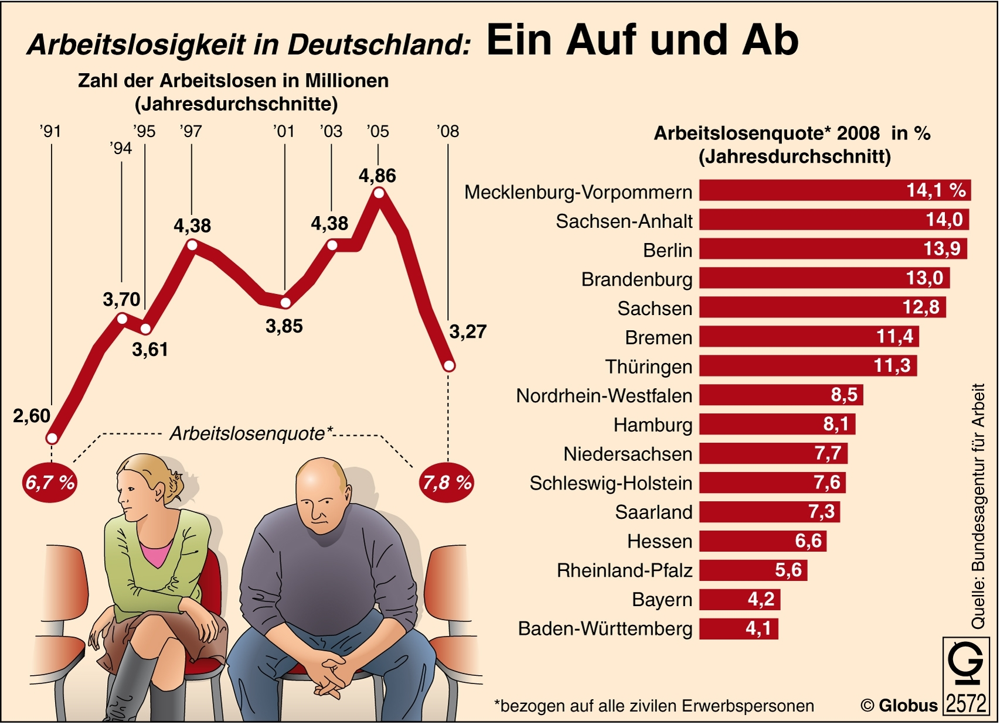 Arbeitslosigkeit in Deutschland: Ein Auf und Ab
Zahl der Arbeitslosen in Millionen
(Jahresdurchschnitte)
’91
’94
’95
’97
’01
’03
’05
’08
2,60
3,70
3,61
4,38
3,85
4,38
4,86
3,27
Arbeitslosenquote*
6,7 %
7,8 %
Arbeitslosenquote* 2008 in %
(Jahresdurchschnitt)
Mecklenburg-Vorpommern 14,1 %
Sachsen-Anhalt 14,0
Berlin 13,9
Brandenburg 13,0
Sachsen 12,8
Bremen 11,4
Thüringen 11,3
Nordrhein-Westfalen 8,5
Hamburg 8,1
Niedersachsen 7,7
Schleswig-Holstein 7,6
Saarland 7,3
Hessen 6,6
Rheinland-Pfalz 5,6
Bayern 4,2
Baden-Württemberg 4,1
Quelle: Bundesagentur für Arbeit
*bezogen auf alle zivilen Erwerbspersonen
© Globus
G
2572